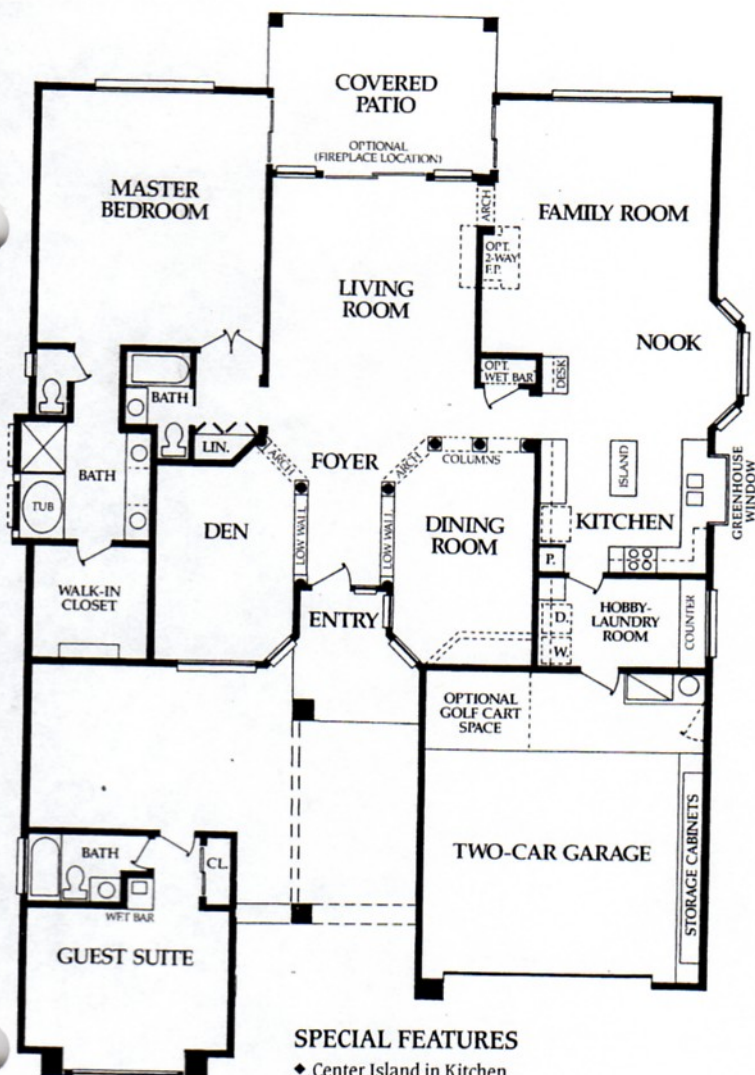 COVERED
PATIO
OPTIONAL
(FIREPLACE LOCATION)
MASTER
BEDROOM
ARCH
FAMILY ROOM
OPT.
2-WAY
F.P.
LIVING
ROOM
NOOK
OPT.
WET BAR
DESK
BATH
LIN.
ARCH
FOYER
ARCH
COLUMNS
ISLAND
GREENHOUSE
WINDOW
BATH
TUB
DEN
LOW WALL
LOW WALL
DINING
ROOM
KITCHEN
P.
WALK-IN
CLOSET
ENTRY
D.
W.
HOBBY-
LAUNDRY
ROOM
COUNTER
OPTIONAL
GOLF CART
SPACE
TWO-CAR GARAGE
STORAGE CABINETS
BATH
CL.
WET BAR
GUEST SUITE
SPECIAL FEATURES
◆ Center Island in Kitchen